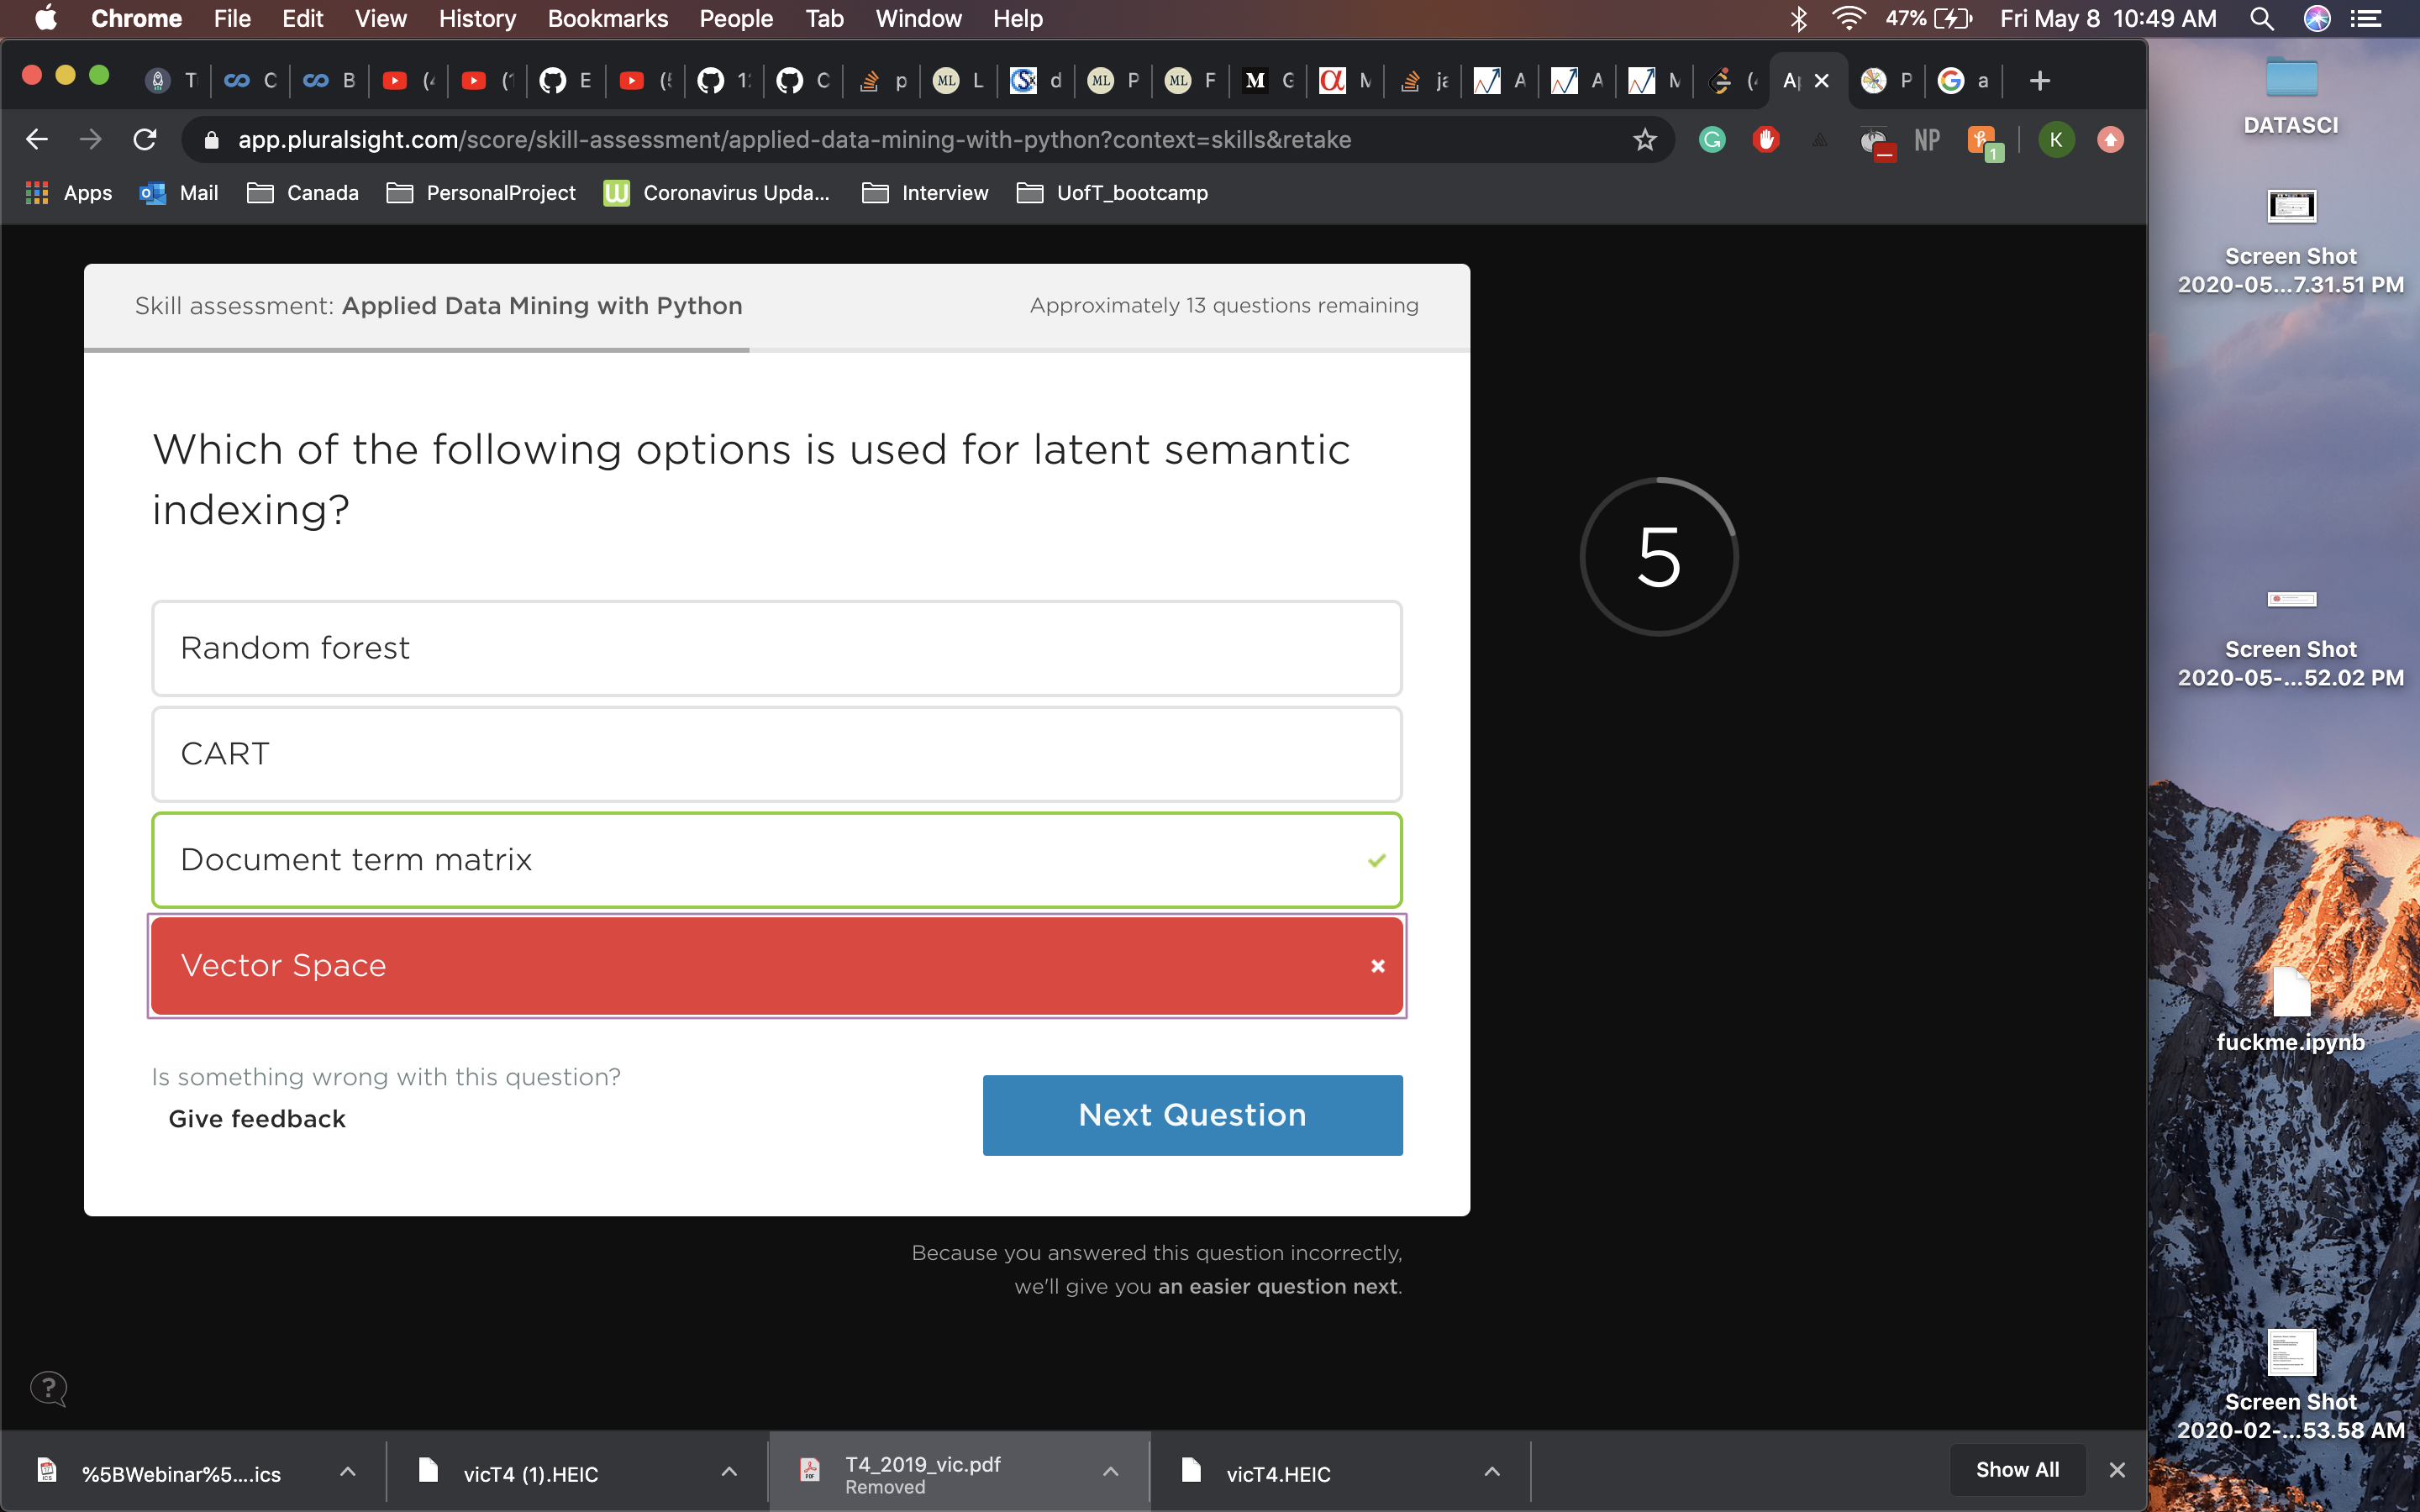 Chrome File Edit View History Bookmarks People Tab Window Help 47% Fri May 8 10:49 AM
app.pluralsight.com/score/skill-assessment/applied-data-mining-with-python?context=skills&retake
Apps Mail Canada PersonalProject Coronavirus Upda... Interview UofT_bootcamp
Skill assessment: Applied Data Mining with Python
Approximately 13 questions remaining
Which of the following options is used for latent semantic
indexing?
5
Random forest
CART
Document term matrix
Vector Space
Is something wrong with this question?
Give feedback
Next Question
Because you answered this question incorrectly,
we'll give you an easier question next.
%5BWebinar%5....ics
vicT4 (1).HEIC
T4_2019_vic.pdf
Removed
vicT4.HEIC
Show All
DATASCI
Screen Shot
2020-05...7.31.51 PM
Screen Shot
2020-05-...52.02 PM
fuckme.ipynb
Screen Shot
2020-02-...53.58 AM